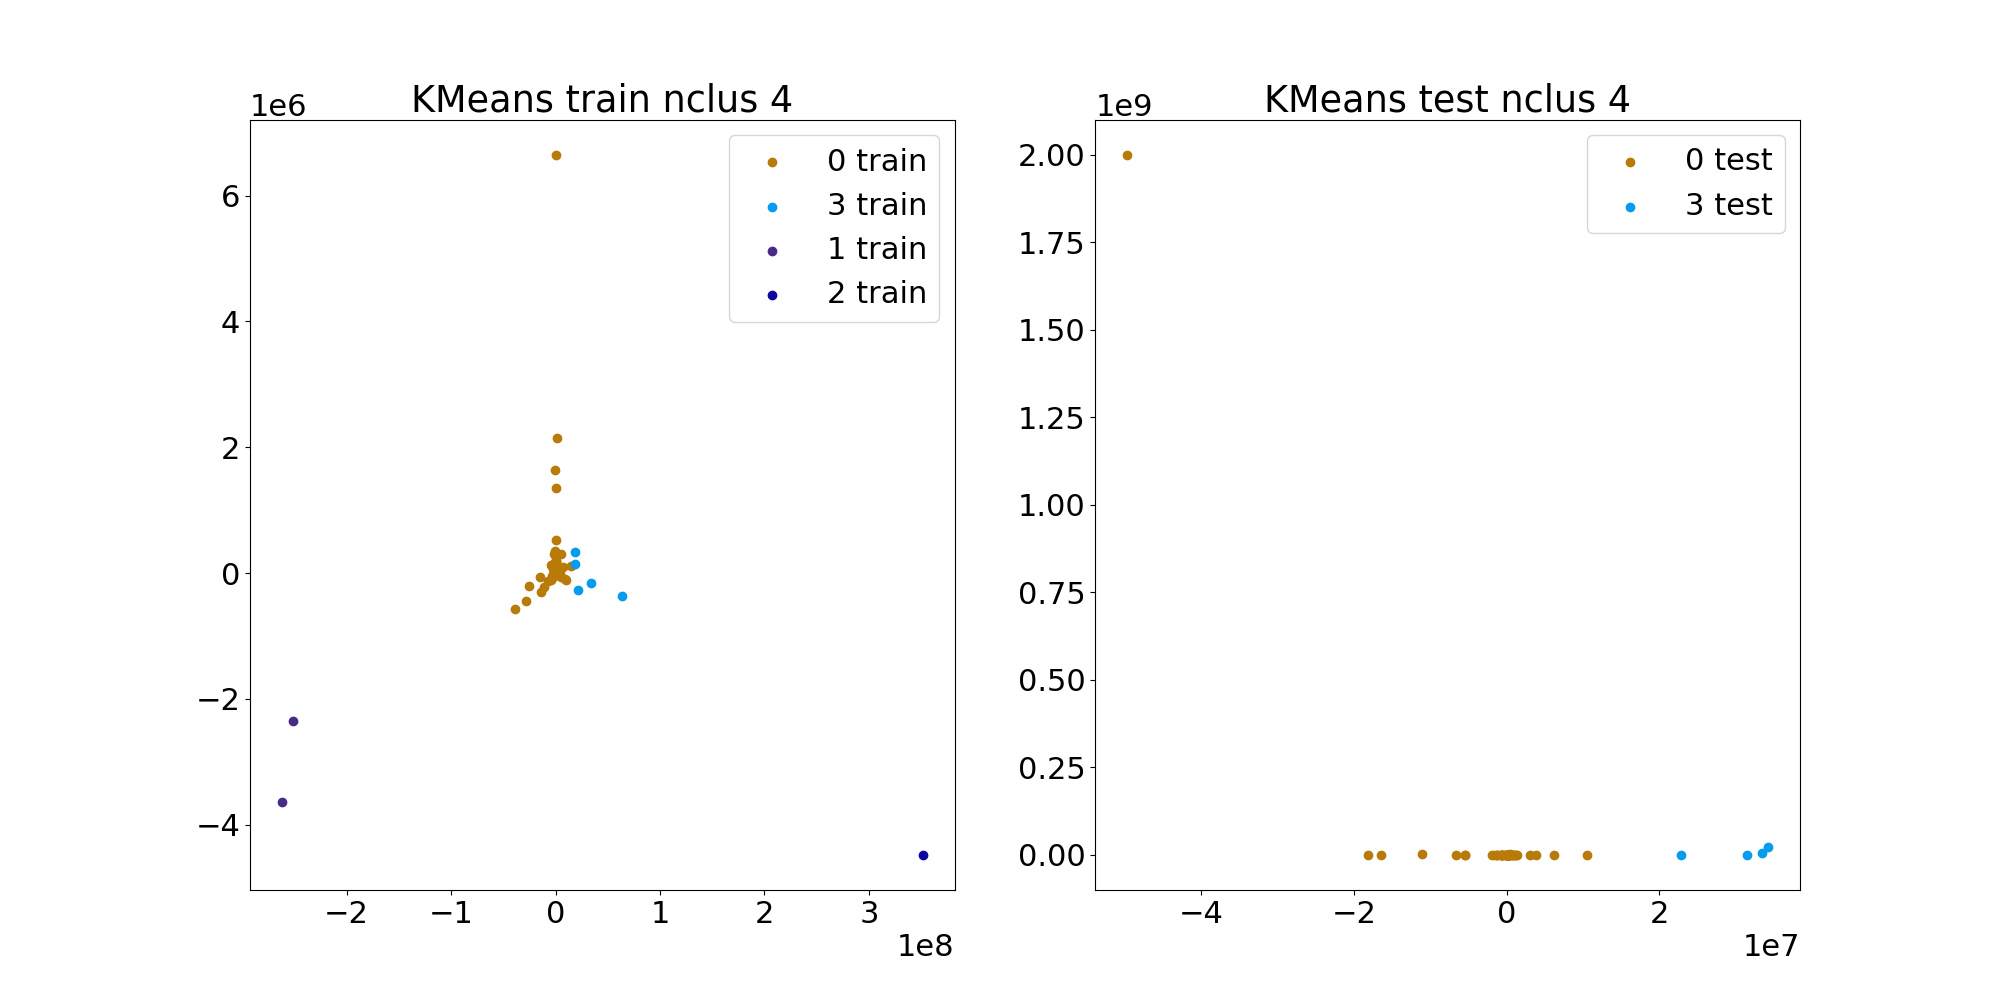 KMeans train nclus 4
1e6
6
4
2
0
−2
−4
0 train
3 train
1 train
2 train
−2
−1
0
1
2
3
1e8
KMeans test nclus 4
1e9
2.00
1.75
1.50
1.25
1.00
0.75
0.50
0.25
0.00
0 test
3 test
−4
−2
0
2
1e7